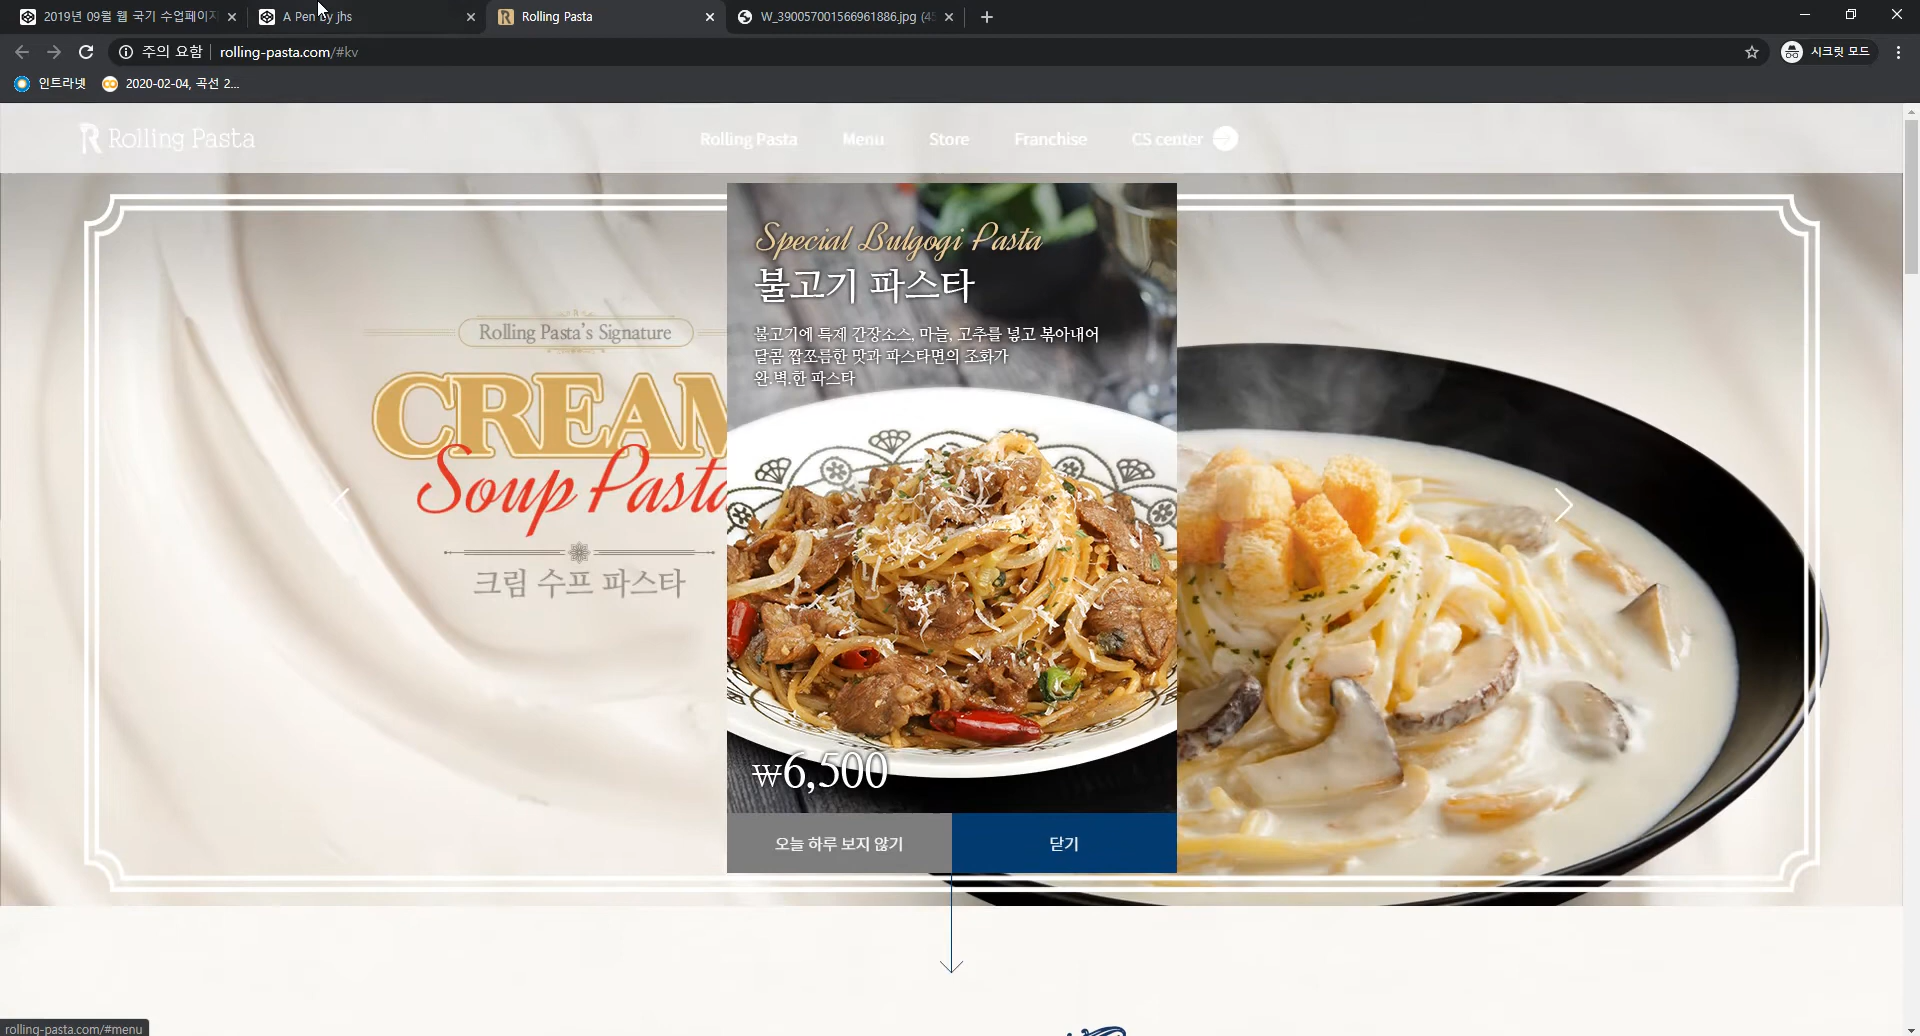 2019년 09월 웹 국기 수업페이지
A Pen by jhs
Rolling Pasta
W_390057001566961886.jpg (45
주의 요함
rolling-pasta.com/#kv
시크릿 모드
인트라넷
2020-02-04, 곡선 2...
Rolling Pasta
Rolling Pasta
Menu
Store
Franchise
CS center
Rolling Pasta's Signature
CREAM
Soup Pasta
크림 수프 파스타
Special Bulgogi Pasta
불고기 파스타
불고기에 특제 간장소스, 마늘, 고추를 넣고 볶아내어
달콤 짭쪼름한 맛과 파스타면의 조화가
완.벽.한 파스타
₩6,500
오늘 하루 보지 않기
닫기
rolling-pasta.com/#menu